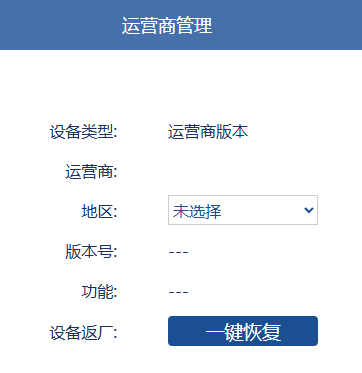 运营商管理
设备类型: 运营商版本
运营商:
地区: 未选择
版本号: ---
功能: ---
设备返厂: 一键恢复